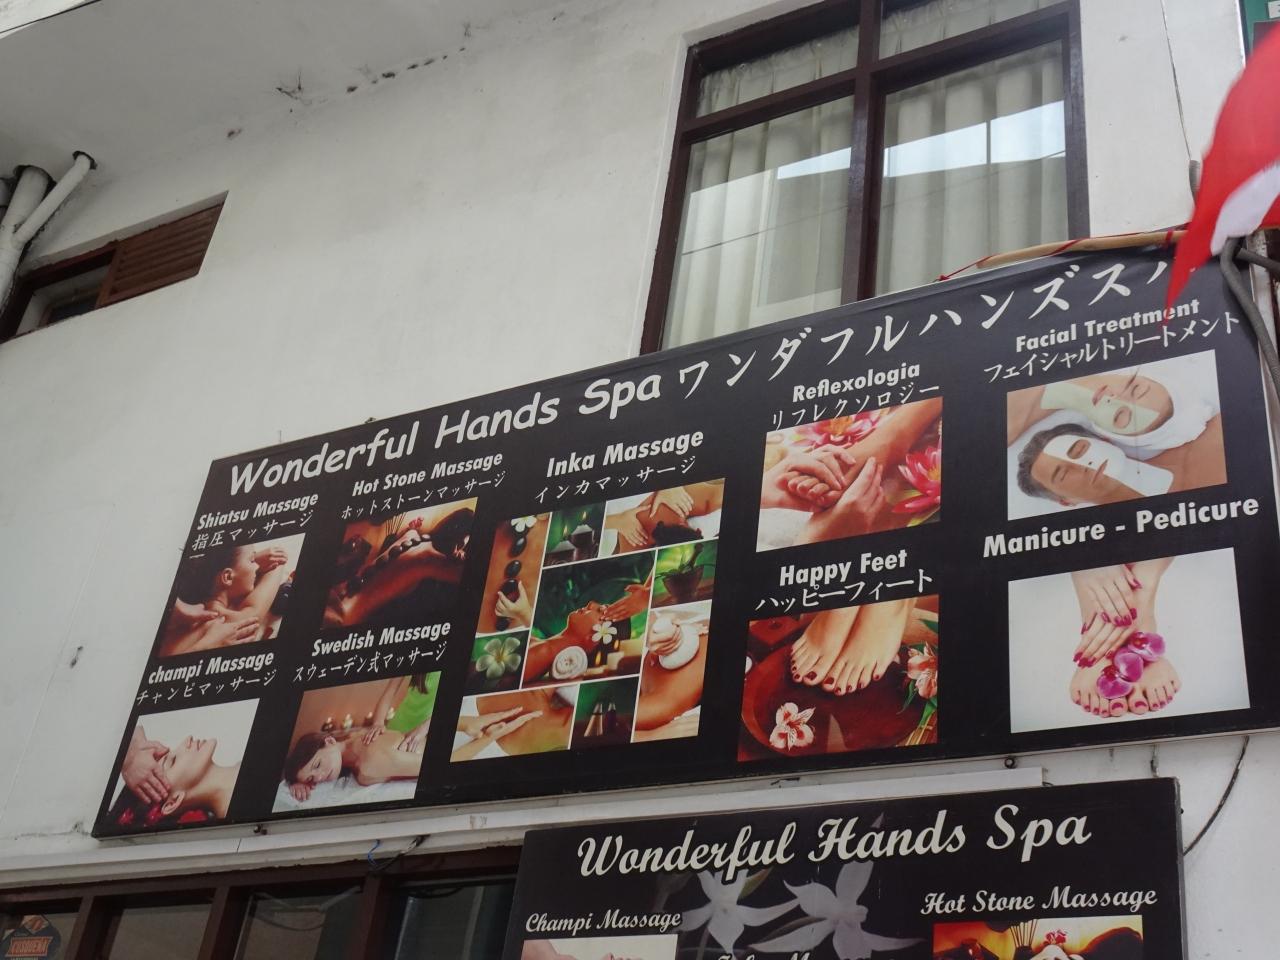 Wonderful Hands Spa ワンダフルハンズスパ
Shiatsu Massage
指圧マッサージ
Hot Stone Massage
ホットストーンマッサージ
Inka Massage
インカマッサージ
Reflexologia
リフレクソロジー
Facial Treatment
フェイシャルトリートメント
champi Massage
チャンピマッサージ
Swedish Massage
スウェーデン式マッサージ
Happy Feet
ハッピーフィート
Manicure - Pedicure
Wonderful Hands Spa
Champi Massage
Hot Stone Massage
CUSQUEÑA